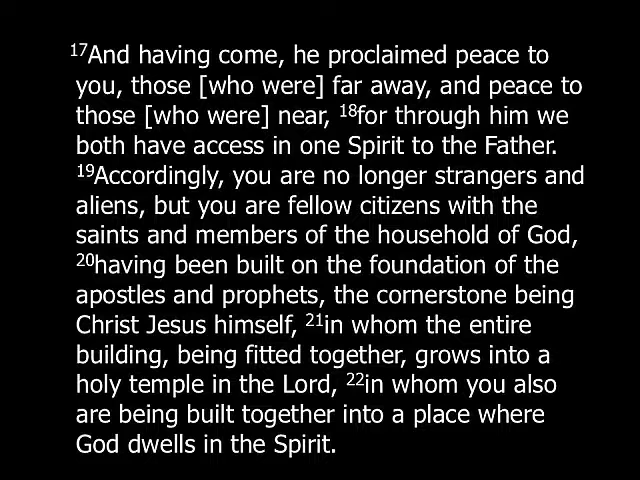 17And having come, he proclaimed peace to
you, those [who were] far away, and peace to
those [who were] near, 18for through him we
both have access in one Spirit to the Father.
19Accordingly, you are no longer strangers and
aliens, but you are fellow citizens with the
saints and members of the household of God,
20having been built on the foundation of the
apostles and prophets, the cornerstone being
Christ Jesus himself, 21in whom the entire
building, being fitted together, grows into a
holy temple in the Lord, 22in whom you also
are being built together into a place where
God dwells in the Spirit.